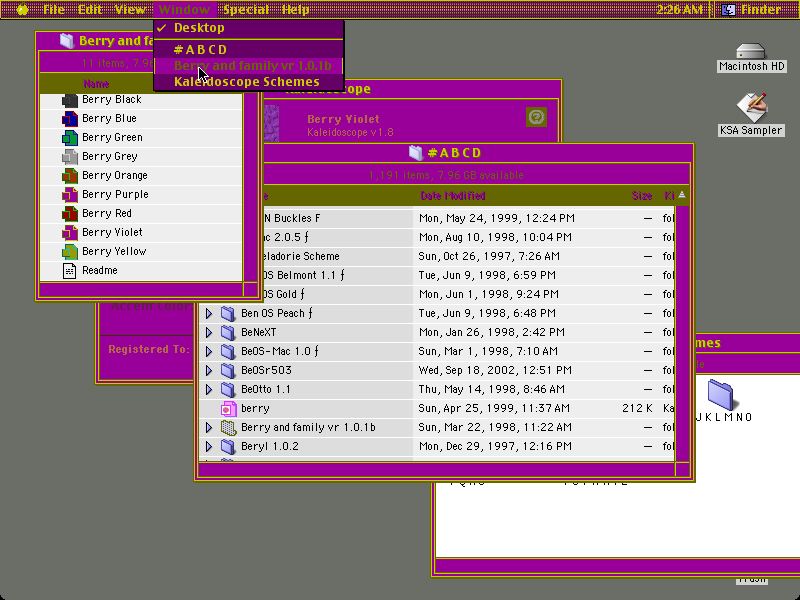 File Edit View Window Special Help 2:26 AM Finder
✓ Desktop
#ABCD
Berry and family vr 1.0.1b
Kaleidoscope Schemes
Berry and fa
11 items, 7.96
Name
Berry Black
Berry Blue
Berry Green
Berry Grey
Berry Orange
Berry Purple
Berry Red
Berry Violet
Berry Yellow
Readme
Kaleidoscope
Berry Violet
Kaleidoscope v1.8
Accent Color:
Registered To:
#ABCD
1,191 items, 7.96 GB available
Date Modified Size Ki
N Buckles F Mon, May 24, 1999, 12:24 PM — fol
ac 2.0.5 ƒ Mon, Aug 10, 1998, 10:04 PM — fol
eladorie Scheme Sun, Oct 26, 1997, 7:26 AM — fol
OS Belmont 1.1 ƒ Tue, Jun 9, 1998, 6:59 PM — fol
OS Gold ƒ Mon, Jun 1, 1998, 9:24 PM — fol
Ben OS Peach ƒ Tue, Jun 9, 1998, 6:48 PM — fol
BeNeXT Mon, Jan 26, 1998, 2:42 PM — fol
BeOS-Mac 1.0 ƒ Sun, Mar 1, 1998, 7:10 AM — fol
BeOSr503 Wed, Sep 18, 2002, 12:51 PM — fol
BeOtto 1.1 Thu, May 14, 1998, 8:46 AM — fol
berry Sun, Apr 25, 1999, 11:37 AM 212 K Ka
Berry and family vr 1.0.1b Sun, Mar 22, 1998, 11:22 AM — fol
Beryl 1.0.2 Mon, Dec 29, 1997, 12:16 PM — fol
mes
JKLMNO
Macintosh HD
KSA Sampler
Trash